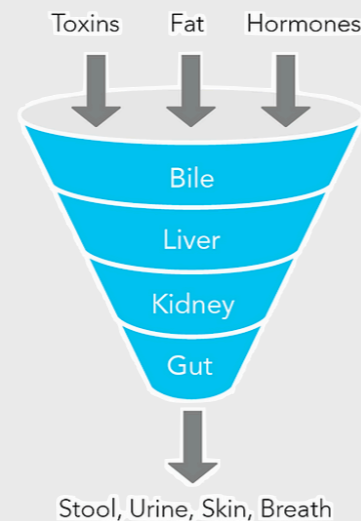 Toxins Fat Hormones
Bile
Liver
Kidney
Gut
Stool, Urine, Skin, Breath